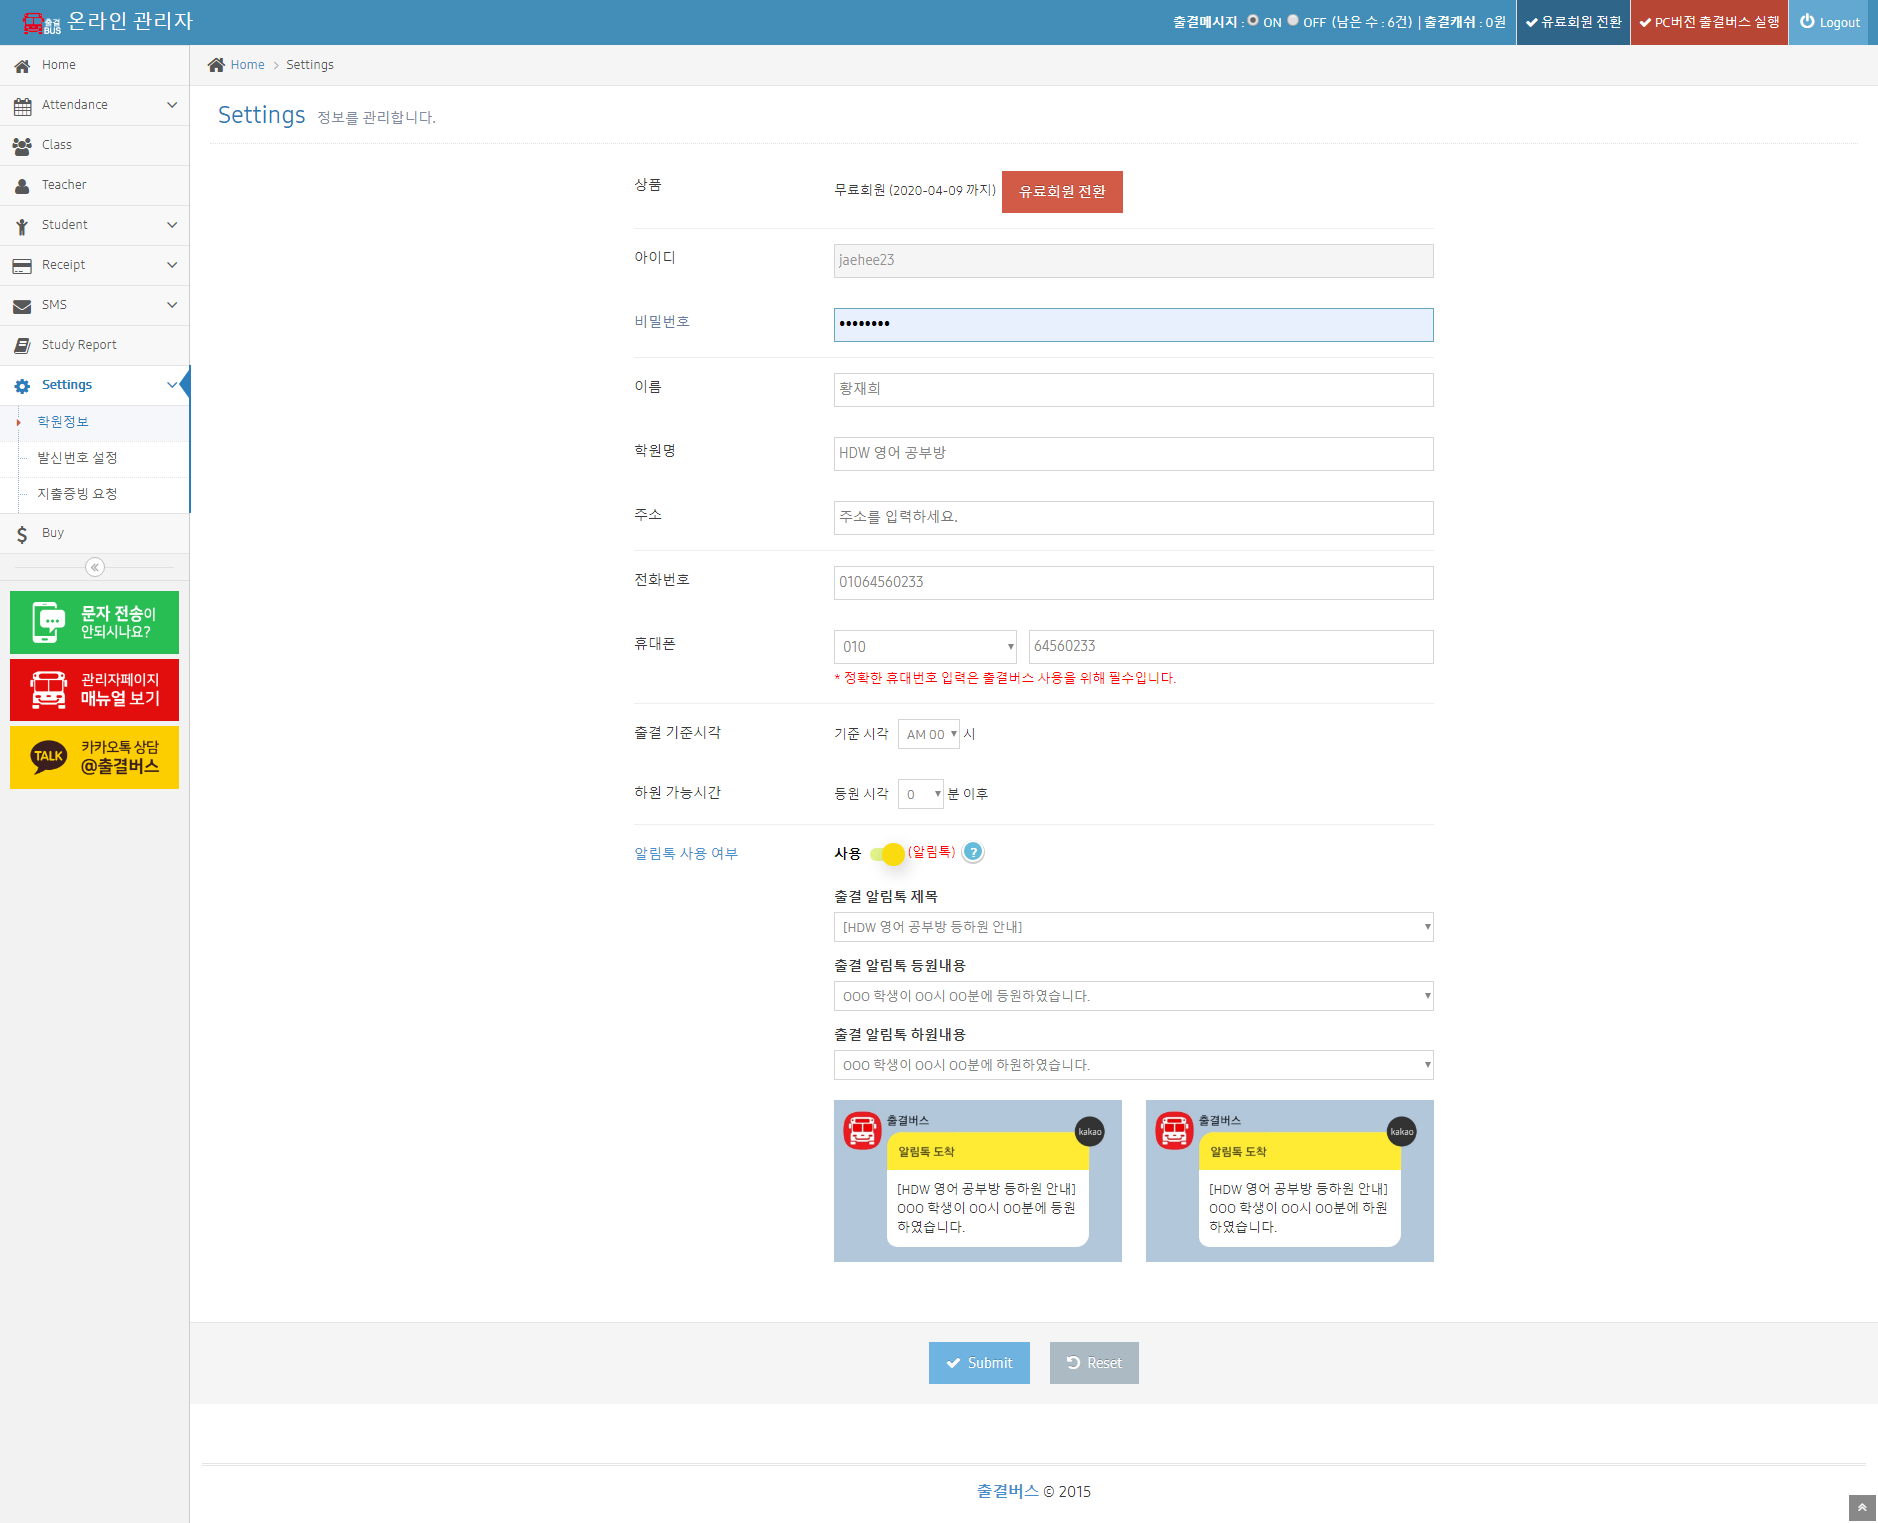 출결BUS 온라인 관리자
출결메시지 : ON OFF (남은 수 : 6건) | 출결캐쉬 : 0원
유료회원 전환
PC버전 출결버스 실행
Logout
Home
Attendance
Class
Teacher
Student
Receipt
SMS
Study Report
Settings
학원정보
발신번호 설정
지출증빙 요청
Buy
문자 전송이
안되시나요?
관리자페이지
매뉴얼 보기
TALK
카카오톡 상담
@출결버스
Home > Settings
Settings 정보를 관리합니다.
상품 무료회원 (2020-04-09 까지) 유료회원 전환
아이디 jaehee23
비밀번호 ••••••••
이름 황재희
학원명 HDW 영어 공부방
주소 주소를 입력하세요.
전화번호 01064560233
휴대폰 010 64560233
* 정확한 휴대번호 입력은 출결버스 사용을 위해 필수입니다.
출결 기준시각 기준 시각 AM 00 시
하원 가능시간 등원 시각 0 분 이후
알림톡 사용 여부 사용 (알림톡) ?
출결 알림톡 제목
[HDW 영어 공부방 등하원 안내]
출결 알림톡 등원내용
OOO 학생이 OO시 OO분에 등원하였습니다.
출결 알림톡 하원내용
OOO 학생이 OO시 OO분에 하원하였습니다.
출결버스
kakao
알림톡 도착
[HDW 영어 공부방 등하원 안내]
OOO 학생이 OO시 OO분에 등원
하였습니다.
출결버스
kakao
알림톡 도착
[HDW 영어 공부방 등하원 안내]
OOO 학생이 OO시 OO분에 하원
하였습니다.
Submit
Reset
출결버스 © 2015